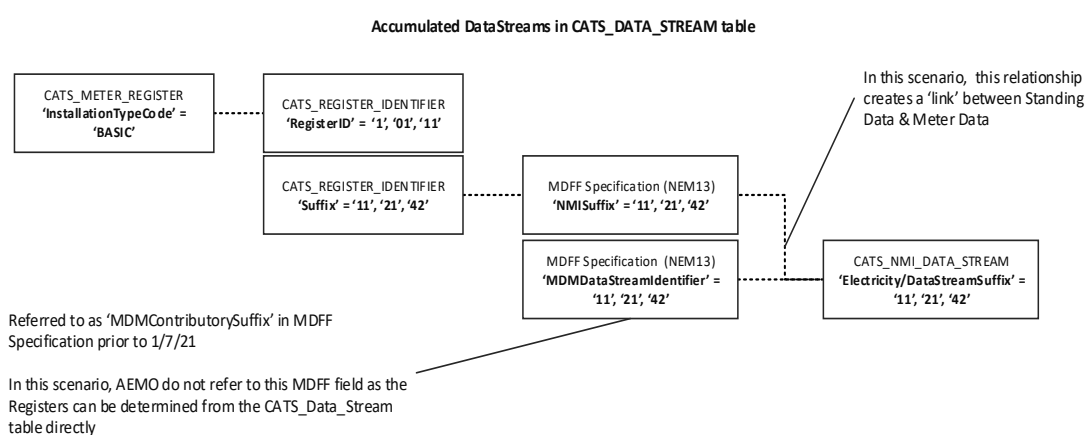 Accumulated DataStreams in CATS_DATA_STREAM table
In this scenario, this relationship
creates a ‘link’ between Standing
Data & Meter Data
CATS_METER_REGISTER
‘InstallationTypeCode’ =
‘BASIC’
CATS_REGISTER_IDENTIFIER
‘RegisterID’ = ‘1’, ‘01’, ‘11’
CATS_REGISTER_IDENTIFIER
‘Suffix’ = ‘11’, ‘21’, ‘42’
MDFF Specification (NEM13)
‘NMISuffix’ = ‘11’, ‘21’, ‘42’
MDFF Specification (NEM13)
‘MDMDataStreamIdentifier’ =
‘11’, ‘21’, ‘42’
CATS_NMI_DATA_STREAM
‘Electricity/DataStreamSuffix’ =
‘11’, ‘21’, ‘42’
Referred to as ‘MDMContributorySuffix’ in MDFF
Specification prior to 1/7/21
In this scenario, AEMO do not refer to this MDFF field as the
Registers can be determined from the CATS_Data_Stream
table directly